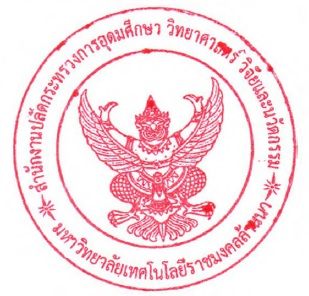 สำนักงานปลัดกระทรวงการอุดมศึกษา วิทยาศาสตร์ วิจัยและนวัตกรรม
มหาวิทยาลัยเทคโนโลยีราชมงคลล้านนา